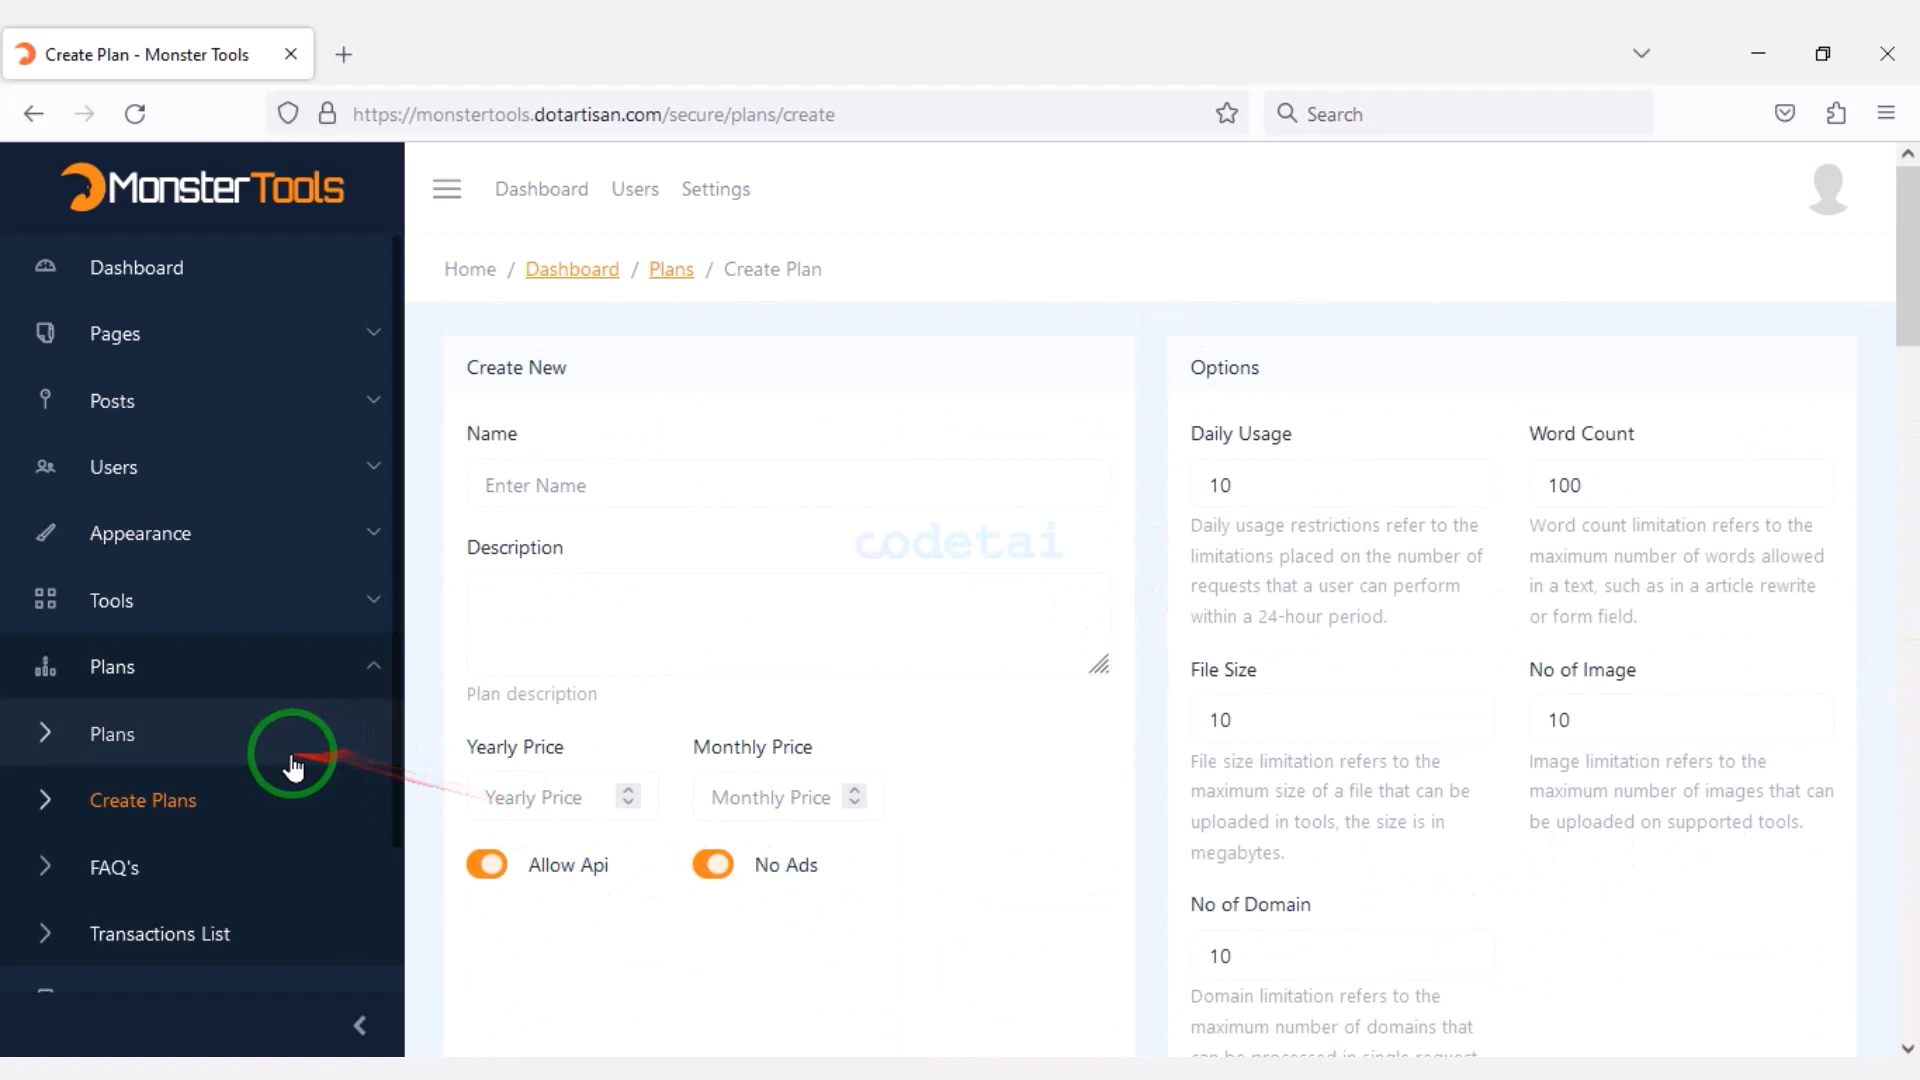 Create Plan - Monster Tools
https://monstertools.dotartisan.com/secure/plans/create
Search
MonsterTools
Dashboard Users Settings
Home / Dashboard / Plans / Create Plan
Dashboard
Pages
Posts
Users
Appearance
Tools
Plans
Plans
Create Plans
FAQ's
Transactions List
Create New
Name
Enter Name
codetai
Description
Plan description
Yearly Price Monthly Price
Yearly Price Monthly Price
Allow Api No Ads
Options
Daily Usage
10
Daily usage restrictions refer to the
limitations placed on the number of
requests that a user can perform
within a 24-hour period.
Word Count
100
Word count limitation refers to the
maximum number of words allowed
in a text, such as in a article rewrite
or form field.
File Size
10
File size limitation refers to the
maximum size of a file that can be
uploaded in tools, the size is in
megabytes.
No of Image
10
Image limitation refers to the
maximum number of images that can
be uploaded on supported tools.
No of Domain
10
Domain limitation refers to the
maximum number of domains that
can be processed in single request